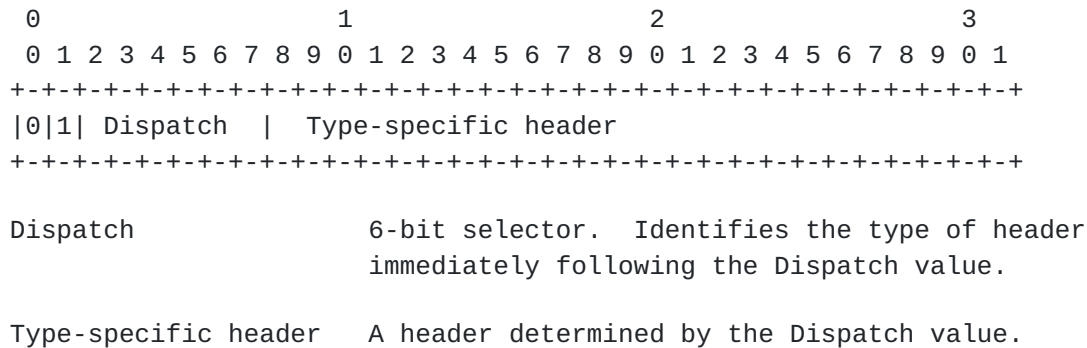 0                   1                   2                   3
 0 1 2 3 4 5 6 7 8 9 0 1 2 3 4 5 6 7 8 9 0 1 2 3 4 5 6 7 8 9 0 1
+-+-+-+-+-+-+-+-+-+-+-+-+-+-+-+-+-+-+-+-+-+-+-+-+-+-+-+-+-+-+-+-+
|0|1| Dispatch  |  Type-specific header
+-+-+-+-+-+-+-+-+-+-+-+-+-+-+-+-+-+-+-+-+-+-+-+-+-+-+-+-+-+-+-+-+
Dispatch               6-bit selector.  Identifies the type of header
                       immediately following the Dispatch value.
Type-specific header   A header determined by the Dispatch value.